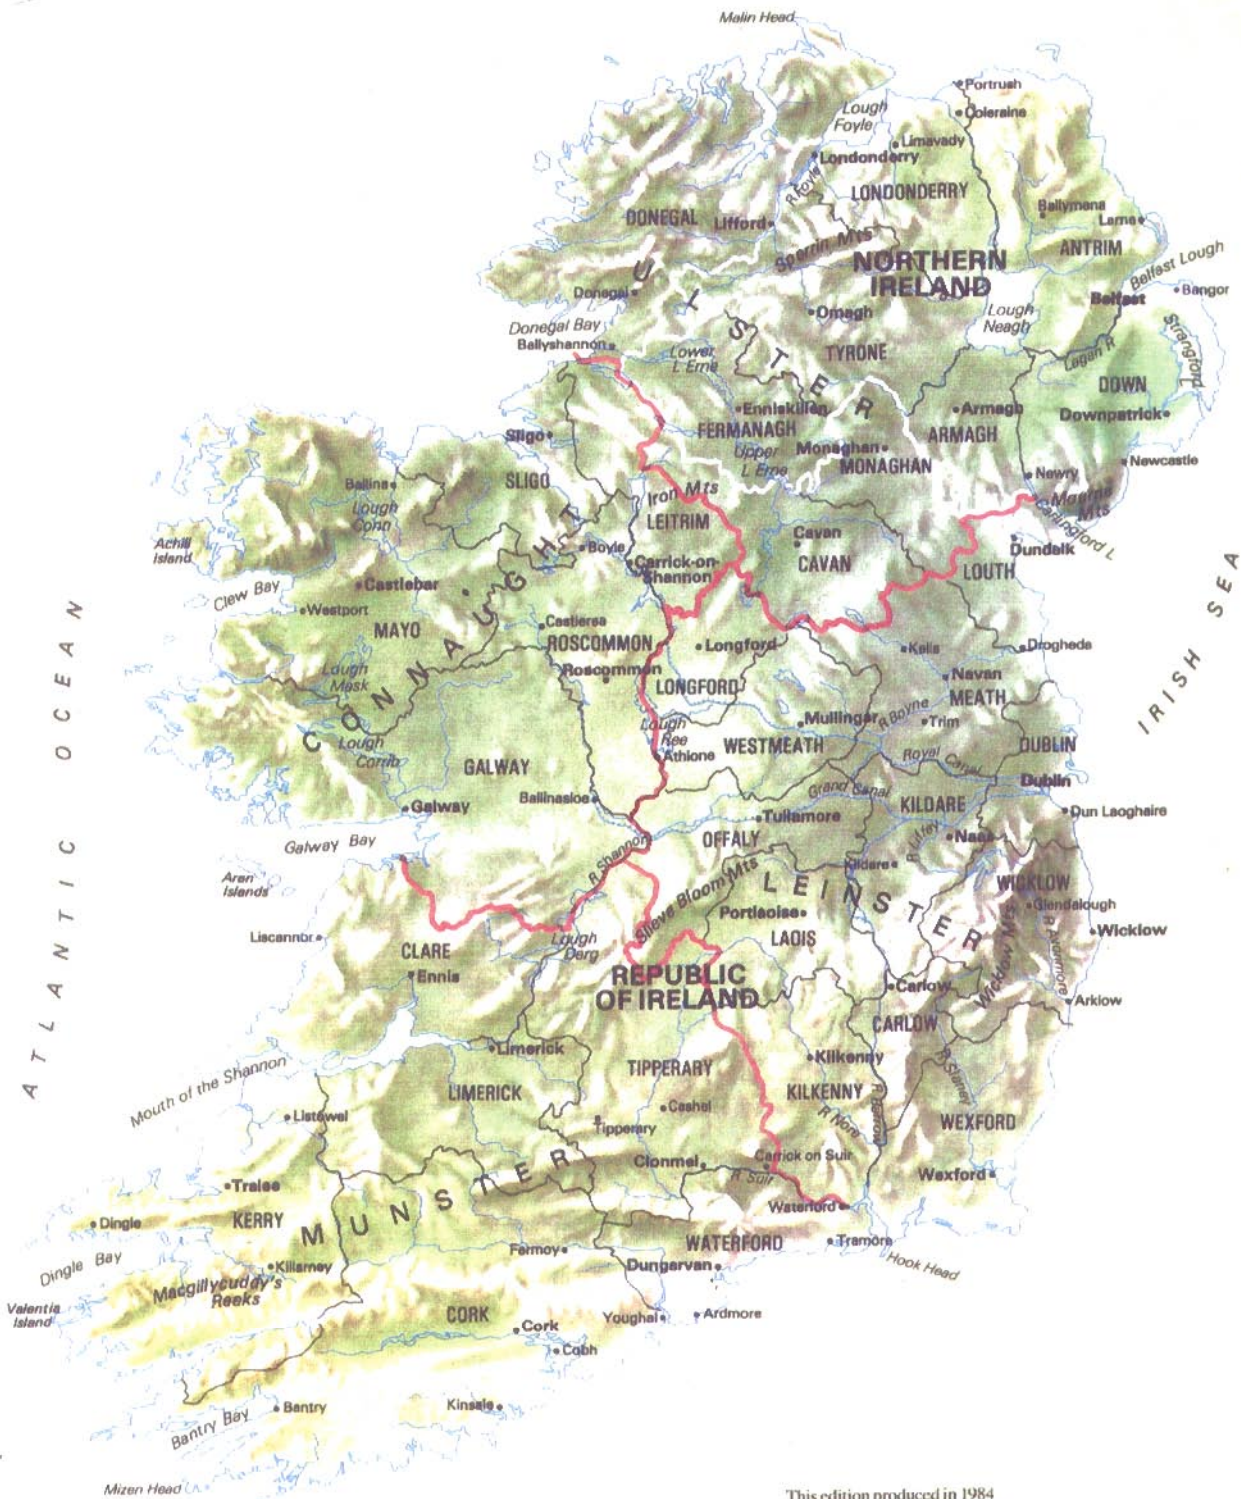 Malin Head
Portrush
Coleraine
Lough
Foyle
Limavady
Londonderry
R Foyle
LONDONDERRY
Ballymena
Larne
DONEGAL
Lifford
ANTRIM
Sperrin Mts
NORTHERN
IRELAND
Belfast Lough
Belfast
Bangor
Donegal
ULSTER
Omagh
Lough
Neagh
Strangford
L
Donegal Bay
Ballyshannon
Lower
L Erne
TYRONE
Lagan R
DOWN
Enniskillen
Armagh
Downpatrick
FERMANAGH
ARMAGH
Sligo
Upper
L Erne
Monaghan
MONAGHAN
Newry
Newcastle
Ballina
SLIGO
Iron Mts
Mourne
Mts
Lough
Conn
LEITRIM
Carlingford L
Achill
Island
Boyle
Cavan
CAVAN
Dundalk
Carrick-on-
Shannon
LOUTH
Clew Bay
Castlebar
Westport
CONNAUGHT
MAYO
Castlerea
ROSCOMMON
Longford
Kells
Drogheda
Lough
Mask
Roscommon
LONGFORD
Navan
MEATH
Lough
Ree
Mullingar
R Boyne
Trim
Lough
Corrib
Athlone
WESTMEATH
Royal Canal
DUBLIN
GALWAY
Dublin
Ballinasloe
Grand Canal
KILDARE
Galway
Tullamore
Dun Laoghaire
Galway Bay
R Shannon
OFFALY
R Liffey
Naas
Kildare
Aran
Islands
Slieve Bloom Mts
LEINSTER
WICKLOW
Glendalough
Portlaoise
Liscannor
CLARE
Lough
Derg
LAOIS
Wicklow Mts
R Avonmore
Wicklow
Ennis
REPUBLIC
OF IRELAND
Carlow
Arklow
CARLOW
Limerick
Kilkenny
Mouth of the Shannon
TIPPERARY
LIMERICK
KILKENNY
R Slaney
R Barrow
Listowel
Cashel
R Nore
WEXFORD
Tipperary
Carrick on Suir
Clonmel
R Suir
Wexford
Tralee
MUNSTER
Waterford
Dingle
KERRY
WATERFORD
Tramore
Hook Head
Fermoy
Dungarvan
Dingle Bay
Killarney
Macgillycuddy's
Reeks
Valentia
Island
CORK
Youghal
Ardmore
Cork
Cobh
Bantry Bay
Bantry
Kinsale
Mizen Head
ATLANTIC OCEAN
IRISH SEA
This edition produced in 1984